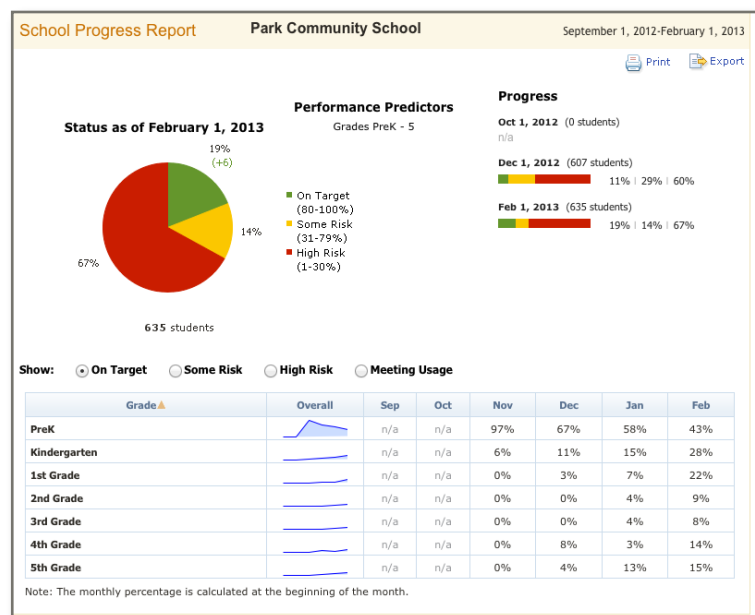 School Progress Report
Park Community School
September 1, 2012-February 1, 2013
Print
Export
Status as of February 1, 2013
19%
(+6)
14%
67%
635 students
Performance Predictors
Grades PreK - 5
On Target
(80-100%)
Some Risk
(31-79%)
High Risk
(1-30%)
Progress
Oct 1, 2012 (0 students)
n/a
Dec 1, 2012 (607 students)
11% | 29% | 60%
Feb 1, 2013 (635 students)
19% | 14% | 67%
Show: On Target Some Risk High Risk Meeting Usage
Grade Overall Sep Oct Nov Dec Jan Feb
PreK n/a n/a 97% 67% 58% 43%
Kindergarten n/a n/a 6% 11% 15% 28%
1st Grade n/a n/a 0% 3% 7% 22%
2nd Grade n/a n/a 0% 0% 4% 9%
3rd Grade n/a n/a 0% 0% 4% 8%
4th Grade n/a n/a 0% 8% 3% 14%
5th Grade n/a n/a 0% 4% 13% 15%
Note: The monthly percentage is calculated at the beginning of the month.